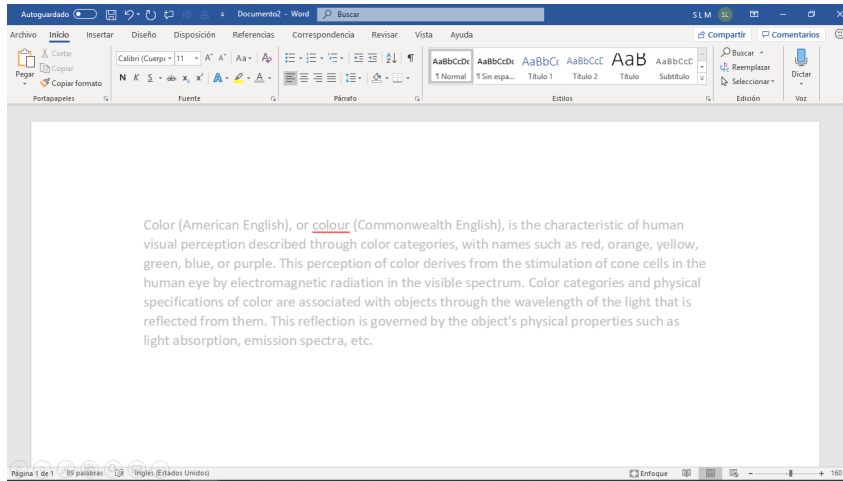 Autoguardado Documento2 - Word Buscar S L M SL
Archivo Inicio Insertar Diseño Disposición Referencias Correspondencia Revisar Vista Ayuda Compartir Comentarios
Pegar
Cortar
Copiar
Copiar formato
Portapapeles
Calibri (Cuerpo 11 A^ A˅ Aa
N K S ab x₂ x² A A
Fuente
Párrafo
AaBbCcDc AaBbCcDc AaBbCc AaBbCcE AaB AaBbCcE
¶ Normal ¶ Sin espa... Título 1 Título 2 Título Subtítulo
Estilos
Buscar
Reemplazar
Seleccionar
Edición
Dictar
Voz
Color (American English), or colour (Commonwealth English), is the characteristic of human
visual perception described through color categories, with names such as red, orange, yellow,
green, blue, or purple. This perception of color derives from the stimulation of cone cells in the
human eye by electromagnetic radiation in the visible spectrum. Color categories and physical
specifications of color are associated with objects through the wavelength of the light that is
reflected from them. This reflection is governed by the object's physical properties such as
light absorption, emission spectra, etc.
Página 1 de 1 89 palabras Inglés (Estados Unidos) Enfoque - + 160